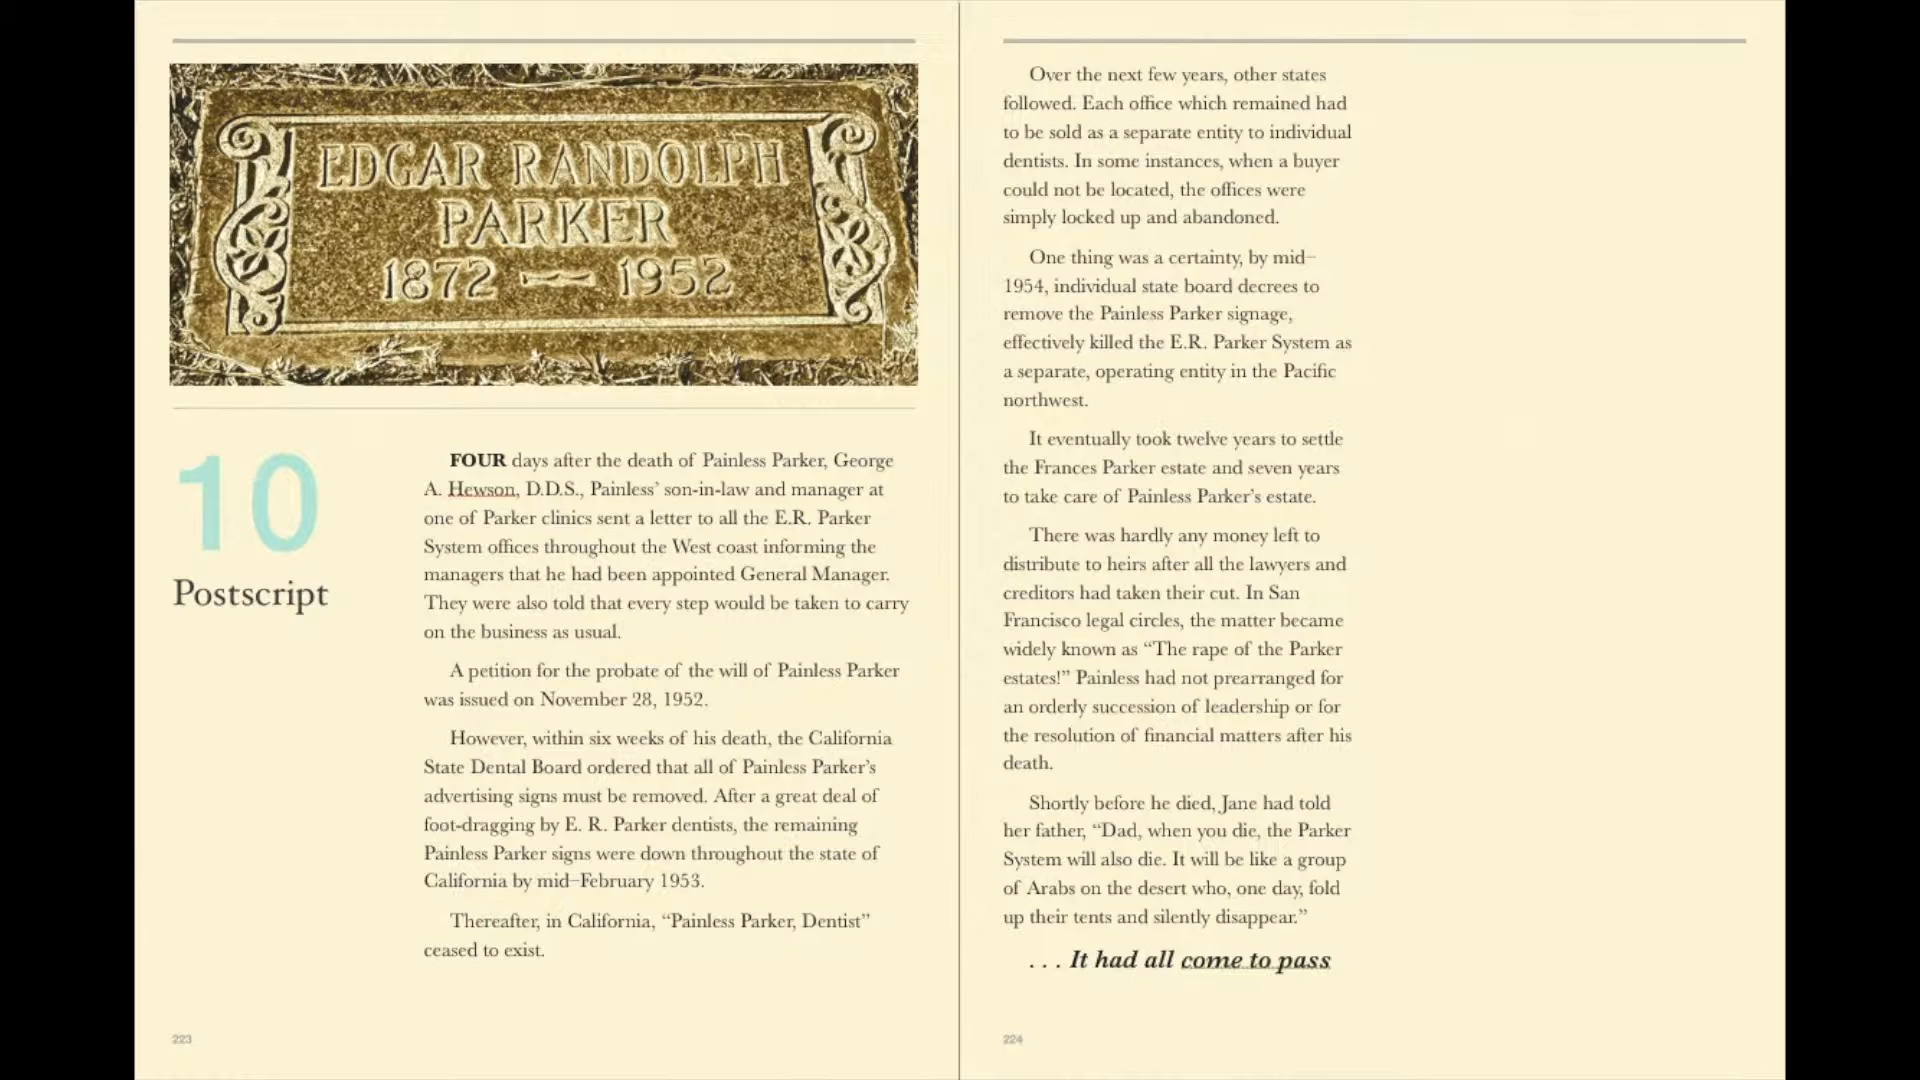 EDGAR RANDOLPH
PARKER
1872 — 1952
10
Postscript
FOUR days after the death of Painless Parker, George
A. Hewson, D.D.S., Painless’ son-in-law and manager at
one of Parker clinics sent a letter to all the E.R. Parker
System offices throughout the West coast informing the
managers that he had been appointed General Manager.
They were also told that every step would be taken to carry
on the business as usual.
A petition for the probate of the will of Painless Parker
was issued on November 28, 1952.
However, within six weeks of his death, the California
State Dental Board ordered that all of Painless Parker’s
advertising signs must be removed. After a great deal of
foot-dragging by E. R. Parker dentists, the remaining
Painless Parker signs were down throughout the state of
California by mid–February 1953.
Thereafter, in California, “Painless Parker, Dentist”
ceased to exist.
223
Over the next few years, other states
followed. Each office which remained had
to be sold as a separate entity to individual
dentists. In some instances, when a buyer
could not be located, the offices were
simply locked up and abandoned.
One thing was a certainty, by mid–
1954, individual state board decrees to
remove the Painless Parker signage,
effectively killed the E.R. Parker System as
a separate, operating entity in the Pacific
northwest.
It eventually took twelve years to settle
the Frances Parker estate and seven years
to take care of Painless Parker’s estate.
There was hardly any money left to
distribute to heirs after all the lawyers and
creditors had taken their cut. In San
Francisco legal circles, the matter became
widely known as “The rape of the Parker
estates!” Painless had not prearranged for
an orderly succession of leadership or for
the resolution of financial matters after his
death.
Shortly before he died, Jane had told
her father, “Dad, when you die, the Parker
System will also die. It will be like a group
of Arabs on the desert who, one day, fold
up their tents and silently disappear.”
. . . It had all come to pass
224